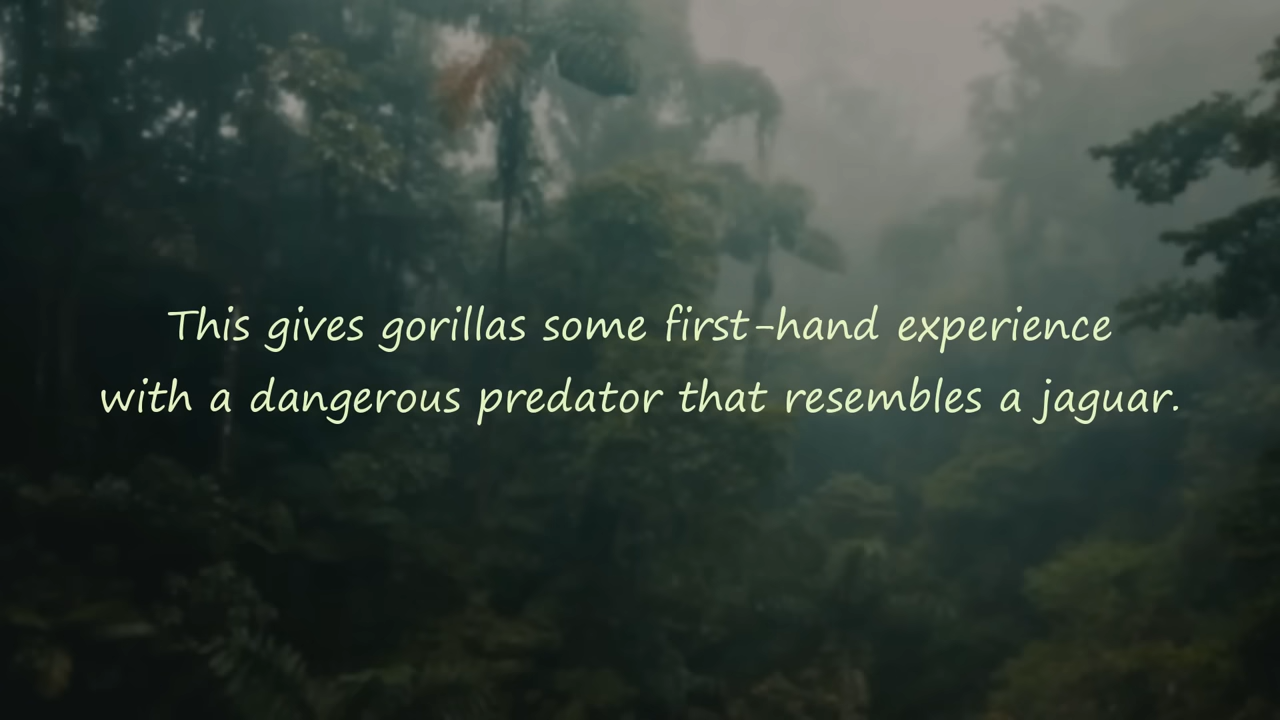 This gives gorillas some first-hand experience
with a dangerous predator that resembles a jaguar.